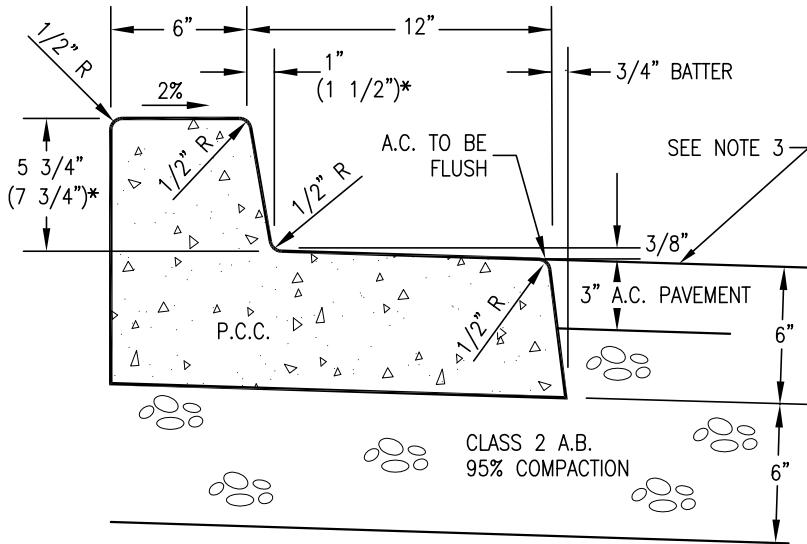 6"
12"
1/2" R
1"
(1 1/2")*
3/4" BATTER
2%
A.C. TO BE
FLUSH
SEE NOTE 3
5 3/4"
(7 3/4")*
1/2" R
1/2" R
3/8"
3" A.C. PAVEMENT
P.C.C.
1/2" R
6"
CLASS 2 A.B.
95% COMPACTION
6"